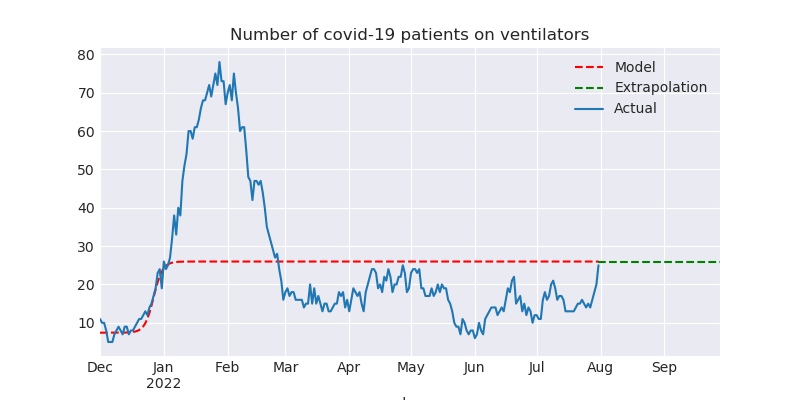 Number of covid-19 patients on ventilators
80
70
60
50
40
30
20
10
Model
Extrapolation
Actual
Dec Jan Feb Mar Apr May Jun Jul Aug Sep
2022